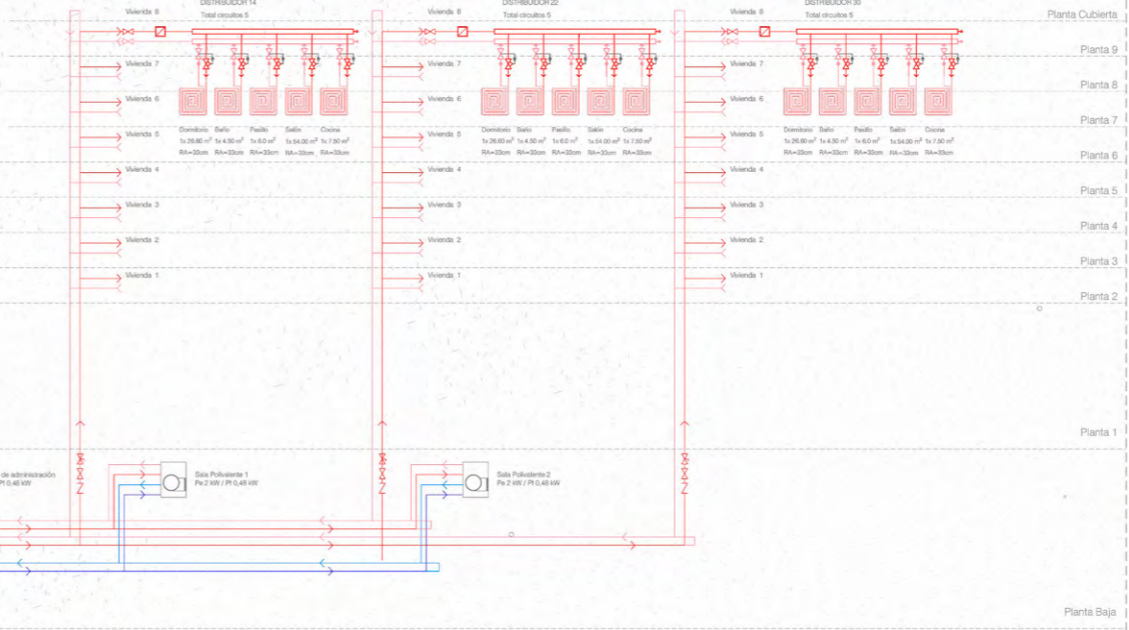 Vivienda 8
DISTRIBUIDOR 14
Total circuitos 5
Vivienda 8
DISTRIBUIDOR 22
Total circuitos 5
Vivienda 8
DISTRIBUIDOR 30
Total circuitos 5
Planta Cubierta
Planta 9
Vivienda 7
Vivienda 7
Vivienda 7
Planta 8
Vivienda 6
Vivienda 6
Vivienda 6
Planta 7
Vivienda 5
Dormitorio Baño Pasillo Salón Cocina
1x 26.60 m² 1x 4.50 m² 1x 6.0 m² 1x 54.00 m² 1x 7.50 m²
RA=33cm RA=33cm RA=33cm RA=33cm RA=33cm
Vivienda 5
Dormitorio Baño Pasillo Salón Cocina
1x 26.60 m² 1x 4.50 m² 1x 6.0 m² 1x 54.00 m² 1x 7.50 m²
RA=33cm RA=33cm RA=33cm RA=33cm RA=33cm
Vivienda 5
Dormitorio Baño Pasillo Salón Cocina
1x 26.60 m² 1x 4.50 m² 1x 6.0 m² 1x 54.00 m² 1x 7.50 m²
RA=33cm RA=33cm RA=33cm RA=33cm RA=33cm
Planta 6
Vivienda 4
Vivienda 4
Vivienda 4
Planta 5
Vivienda 3
Vivienda 3
Vivienda 3
Planta 4
Vivienda 2
Vivienda 2
Vivienda 2
Planta 3
Vivienda 1
Vivienda 1
Vivienda 1
Planta 2
Planta 1
de administración
Pf 0,48 kW
Sala Polivalente 1
Pe 2 kW / Pf 0,48 kW
Sala Polivalente 2
Pe 2 kW / Pf 0,48 kW
Planta Baja